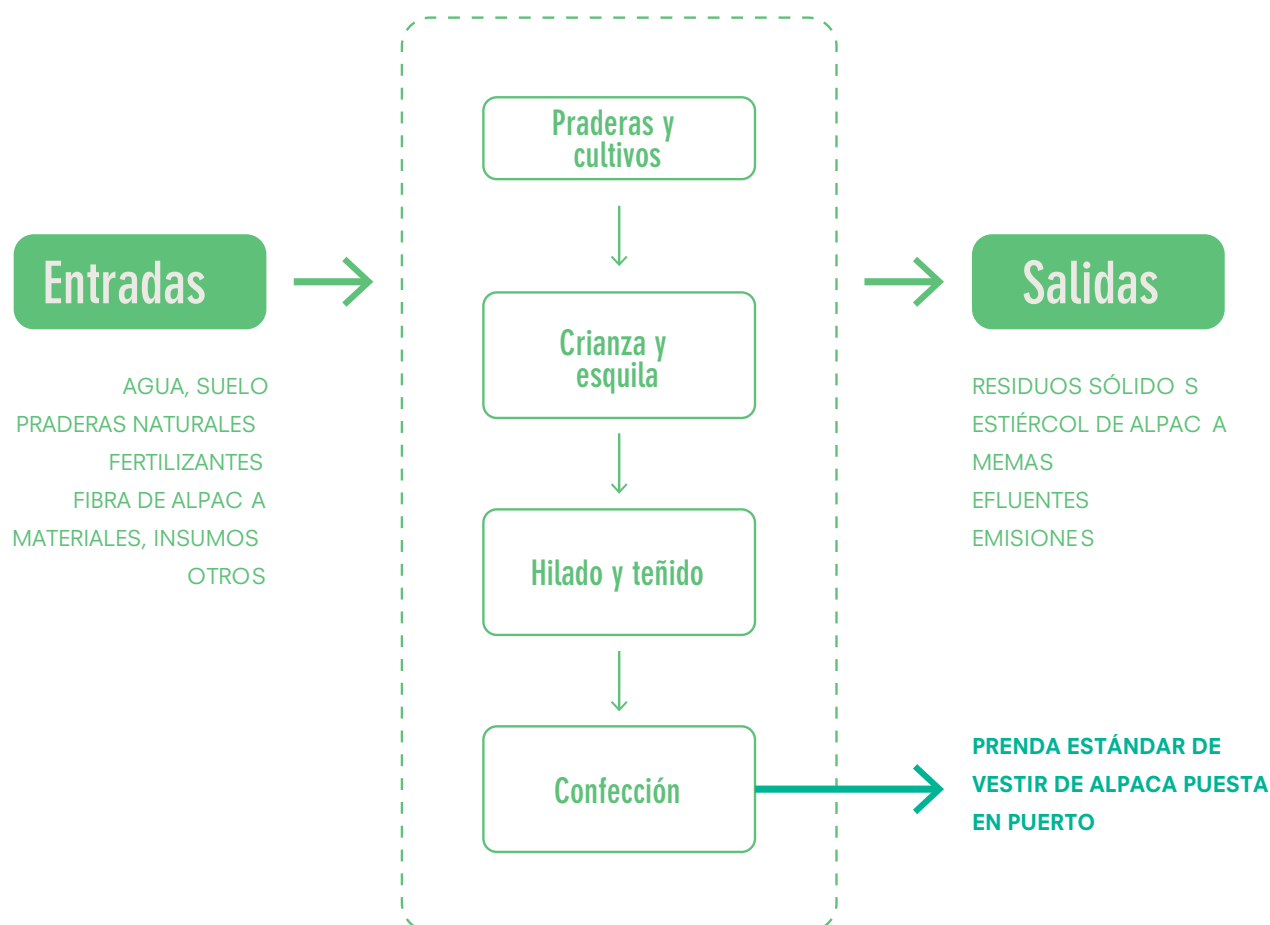 Praderas y
cultivos
Entradas
Salidas
Crianza y
esquila
AGUA, SUELO
PRADERAS NATURALES
FERTILIZANTES
FIBRA DE ALPAC A
MATERIALES, INSUMOS
OTROS
RESIDUOS SÓLIDO S
ESTIÉRCOL DE ALPAC A
MEMAS
EFLUENTES
EMISIONE S
Hilado y teñido
Confección
PRENDA ESTÁNDAR DE
VESTIR DE ALPACA PUESTA
EN PUERTO